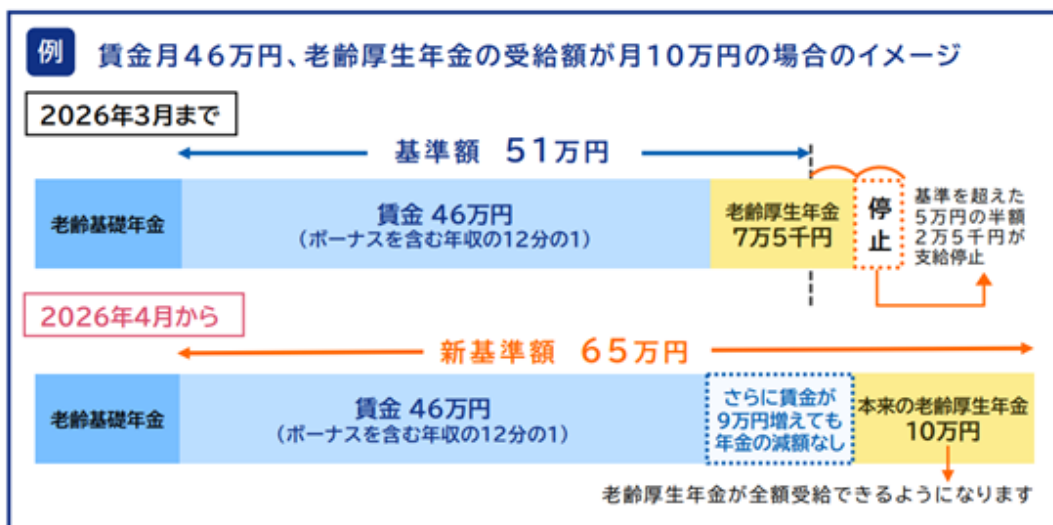 例 賃金月46万円、老齢厚生年金の受給額が月10万円の場合のイメージ
2026年3月まで
基準額 51万円
老齢基礎年金
賃金 46万円
(ボーナスを含む年収の12分の1)
老齢厚生年金
7万5千円
停
止
基準を超えた
5万円の半額
2万5千円が
支給停止
2026年4月から
新基準額 65万円
老齢基礎年金
賃金 46万円
(ボーナスを含む年収の12分の1)
さらに賃金が
9万円増えても
年金の減額なし
本来の老齢厚生年金
10万円
老齢厚生年金が全額受給できるようになります